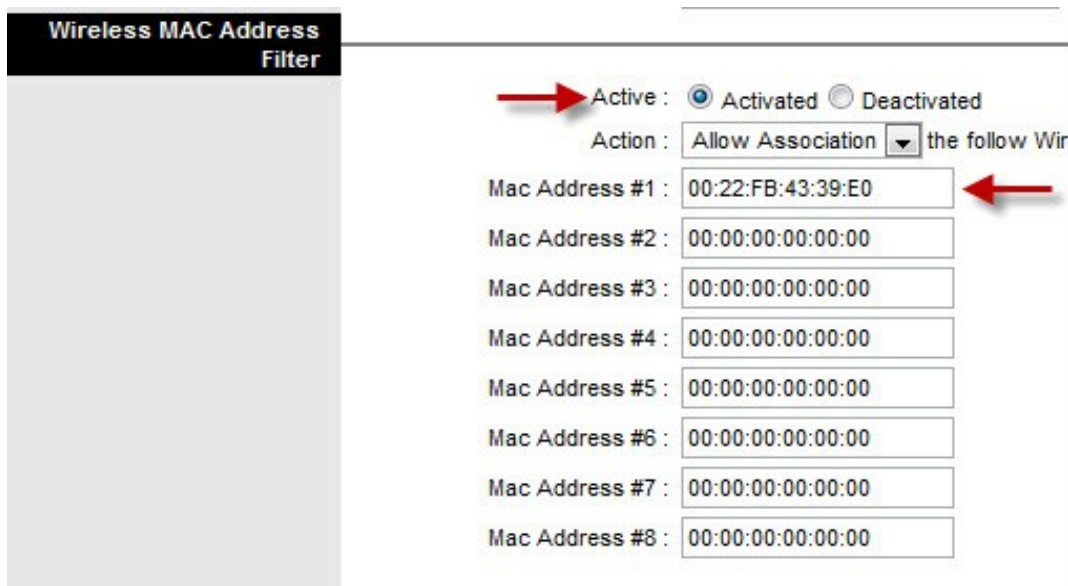 Wireless MAC Address
Filter
Active : Activated Deactivated
Action : Allow Association the follow Wir
Mac Address #1 : 00:22:FB:43:39:E0
Mac Address #2 : 00:00:00:00:00:00
Mac Address #3 : 00:00:00:00:00:00
Mac Address #4 : 00:00:00:00:00:00
Mac Address #5 : 00:00:00:00:00:00
Mac Address #6 : 00:00:00:00:00:00
Mac Address #7 : 00:00:00:00:00:00
Mac Address #8 : 00:00:00:00:00:00